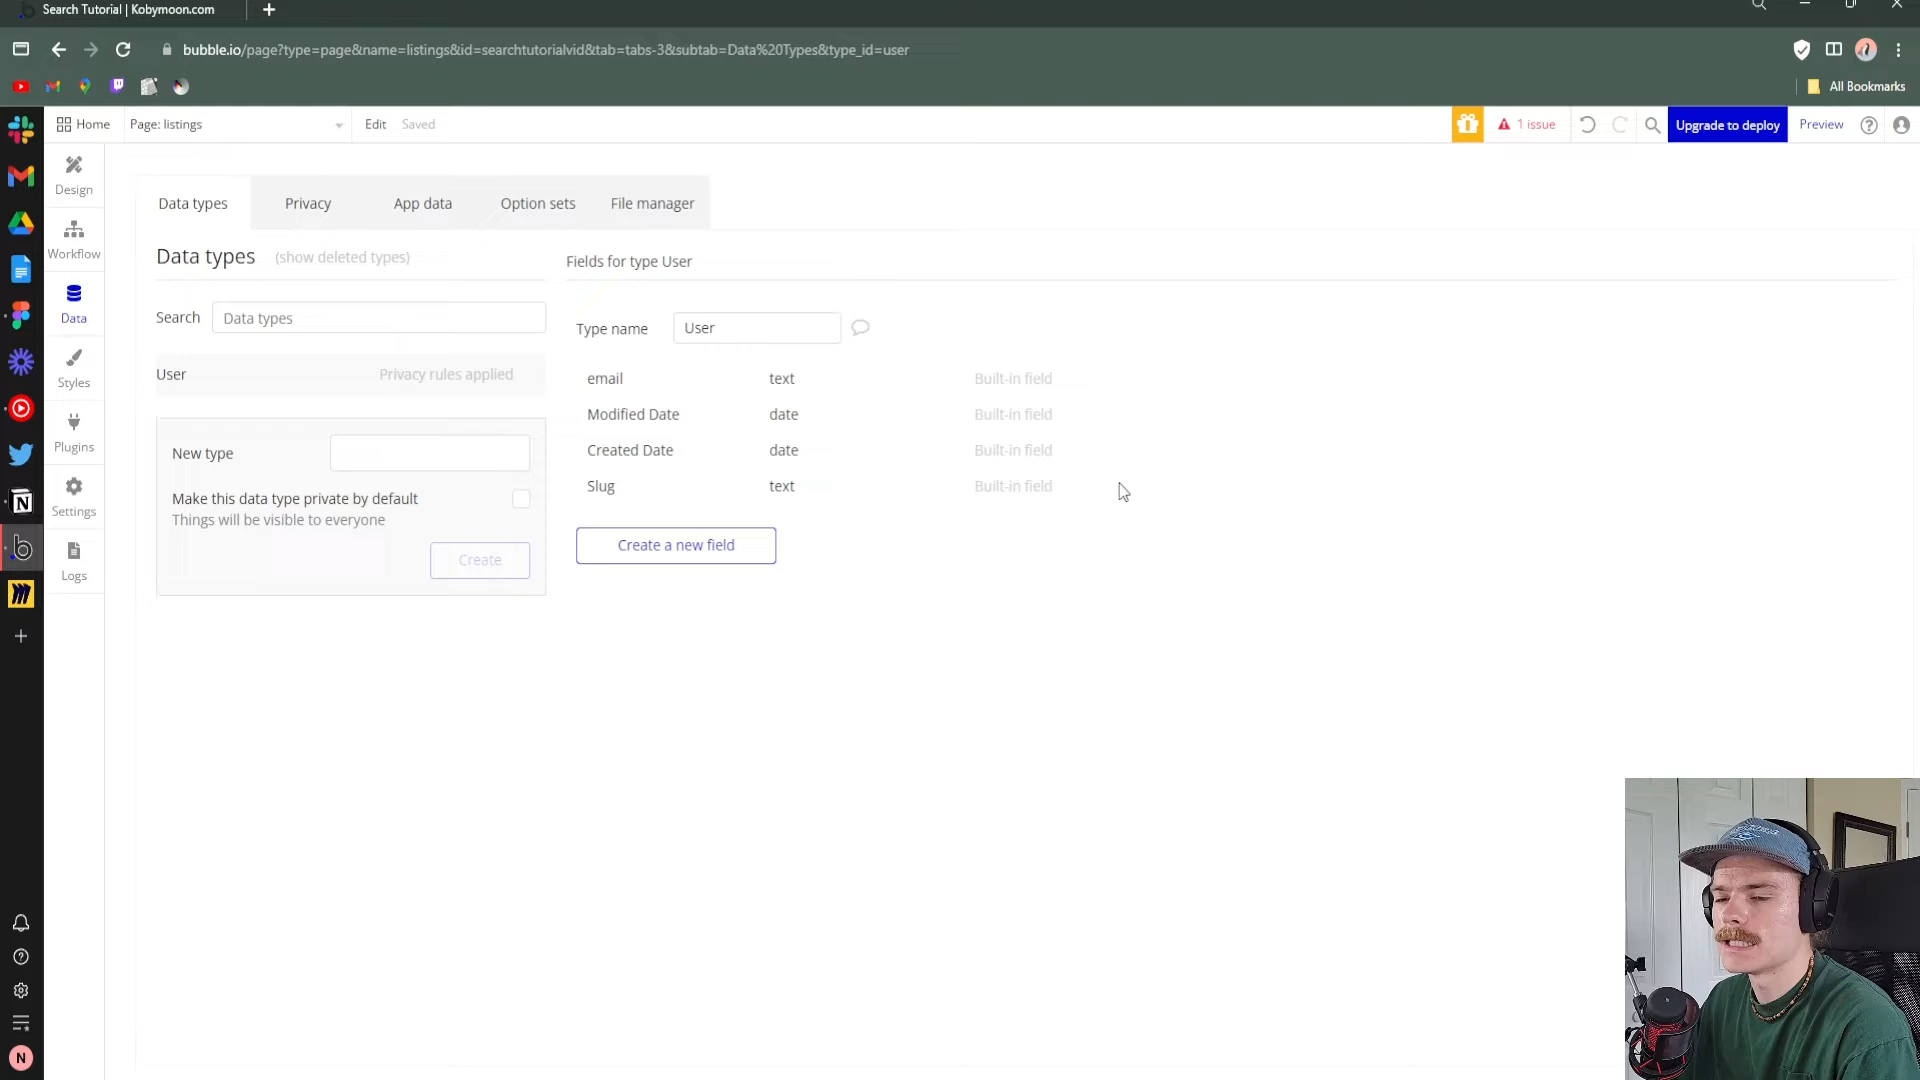 Search Tutorial | Kobymoon.com
bubble.io/page?type=page&name=listings&id=searchtutorialvid&tab=tabs-3&subtab=Data%20Types&type_id=user
All Bookmarks
Home
Page: listings
Edit
Saved
1 issue
Upgrade to deploy
Preview
Design
Workflow
Data
Styles
Plugins
Settings
Logs
Data types
Privacy
App data
Option sets
File manager
Data types
(show deleted types)
Search
Data types
User
Privacy rules applied
New type
Make this data type private by default
Things will be visible to everyone
Create
Fields for type User
Type name
User
email text Built-in field
Modified Date date Built-in field
Created Date date Built-in field
Slug text Built-in field
Create a new field
N